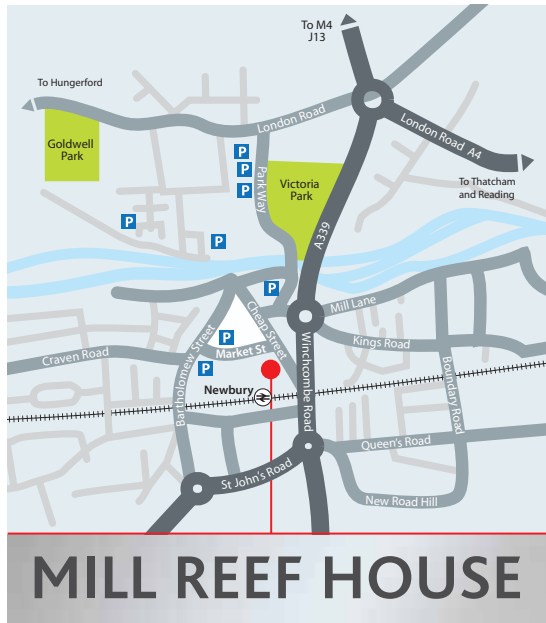 To M4
J13
To Hungerford
London Road
London Road A4
Goldwell
Park
P
P
P
Park Way
Victoria
Park
To Thatcham
and Reading
P
P
A339
P
Mill Lane
Cheap Street
Bartholomew Street
P
Market St
Kings Road
Craven Road
P
Winchcombe Road
Boundary Road
Newbury
Queen's Road
St John's Road
New Road Hill
MILL REEF HOUSE